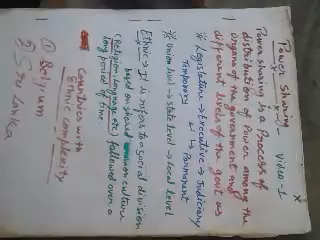 Power Sharing Video-1
Power sharing is a Process of
distribution of Power among the
organs of the government and
different levels of the govt as
※ Legislature → Executive → Judiciary
Temporary Permanent
※ Union level → state level → Local level
Ethnic → It is refers to a social division
based on shared common culture
(religion, language etc) followed over a
long period of time
Countries with
Ethnic complexity
① Belgium
② Sri Lanka